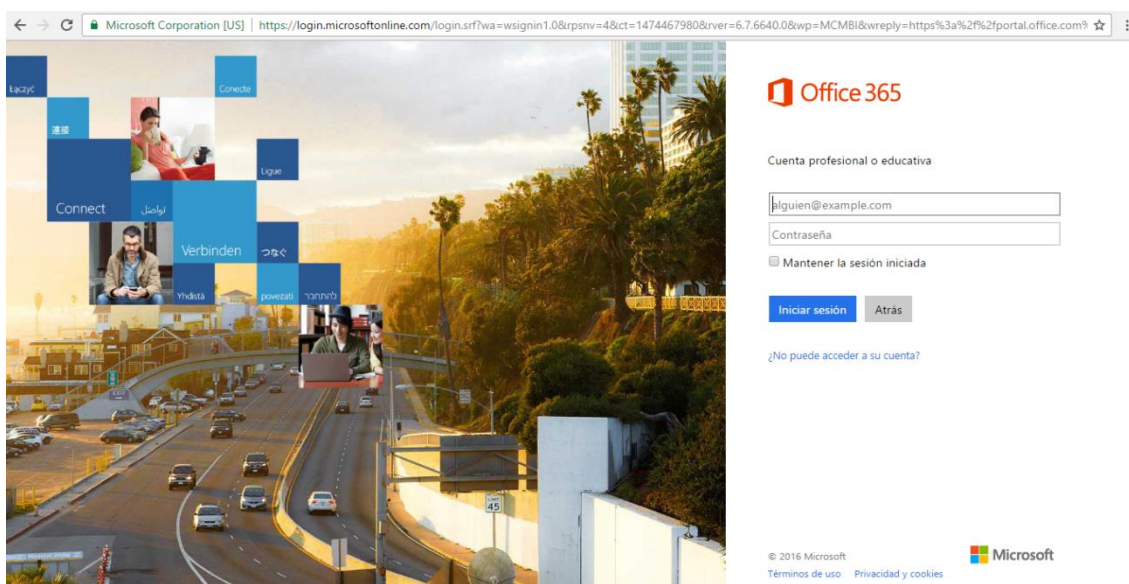 Microsoft Corporation [US] | https://login.microsoftonline.com/login.srf?wa=wsignin1.0&rpsnv=4&ct=1474467980&rver=6.7.6640.0&wp=MCMBI&wreply=https%3a%2f%2fportal.office.com%
Łączyć
Conecte
連接
Ligue
Connect
تواصل
Verbinden
つなぐ
Yhdistä
povezati
להתחבר
45
Office 365
Cuenta profesional o educativa
alguien@example.com
Contraseña
Mantener la sesión iniciada
Iniciar sesión Atrás
¿No puede acceder a su cuenta?
© 2016 Microsoft
Microsoft
Términos de uso Privacidad y cookies